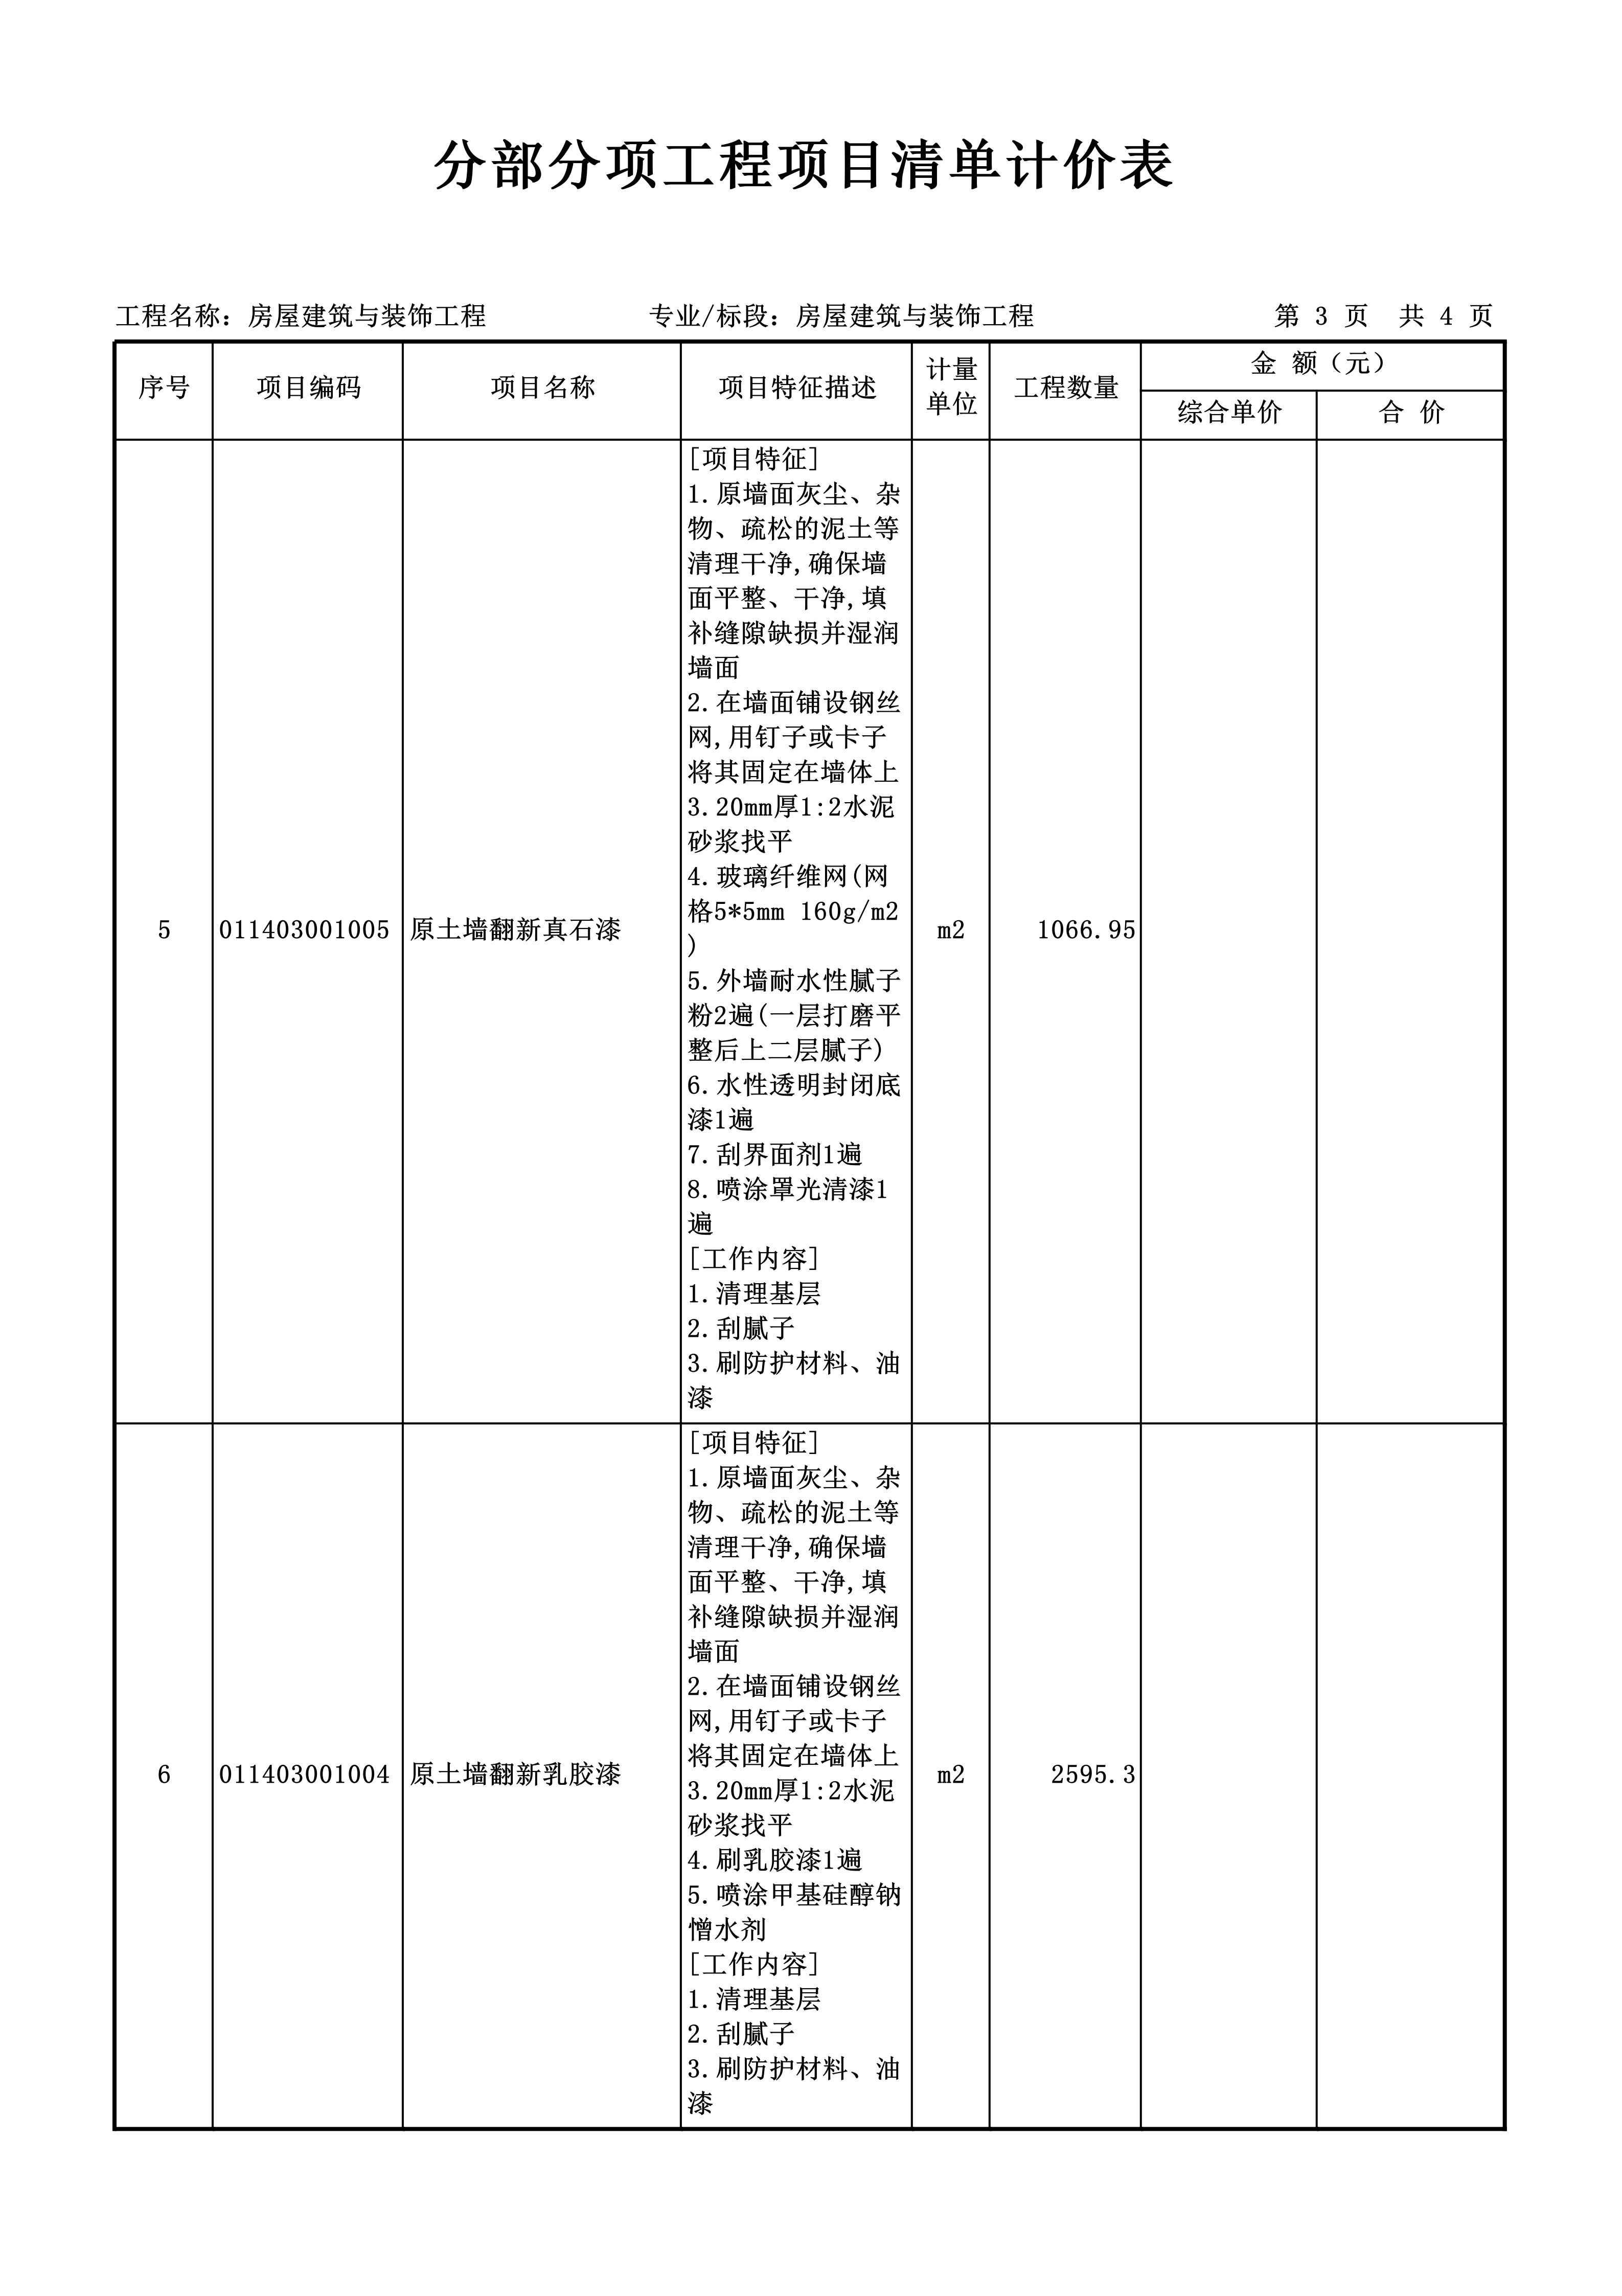 分部分项工程项目清单计价表
工程名称：房屋建筑与装饰工程 专业/标段：房屋建筑与装饰工程 第 3 页 共 4 页
序号 项目编码 项目名称 项目特征描述 计量单位 工程数量 金 额（元）
综合单价 合 价
[项目特征]
1.原墙面灰尘、杂
物、疏松的泥土等
清理干净,确保墙
面平整、干净,填
补缝隙缺损并湿润
墙面
2.在墙面铺设钢丝
网,用钉子或卡子
将其固定在墙体上
3.20mm厚1:2水泥
砂浆找平
4.玻璃纤维网(网
格5*5mm 160g/m2
)
5 011403001005 原土墙翻新真石漆 m2 1066.95
5.外墙耐水性腻子
粉2遍(一层打磨平
整后上二层腻子)
6.水性透明封闭底
漆1遍
7.刮界面剂1遍
8.喷涂罩光清漆1
遍
[工作内容]
1.清理基层
2.刮腻子
3.刷防护材料、油
漆
[项目特征]
1.原墙面灰尘、杂
物、疏松的泥土等
清理干净,确保墙
面平整、干净,填
补缝隙缺损并湿润
墙面
2.在墙面铺设钢丝
网,用钉子或卡子
将其固定在墙体上
6 011403001004 原土墙翻新乳胶漆 m2 2595.3
3.20mm厚1:2水泥
砂浆找平
4.刷乳胶漆1遍
5.喷涂甲基硅醇钠
憎水剂
[工作内容]
1.清理基层
2.刮腻子
3.刷防护材料、油
漆